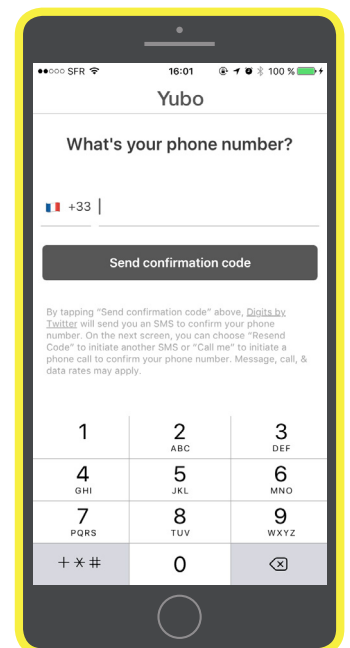 SFR 16:01 100 %
Yubo
What's your phone number?
+33
Send confirmation code
By tapping “Send confirmation code” above, Digits by
Twitter will send you an SMS to confirm your phone
number. On the next screen, you can choose “Resend
Code” to initiate another SMS or “Call me” to initiate a
phone call to confirm your phone number. Message, call, &
data rates may apply.
1 2 3
ABC DEF
4 5 6
GHI JKL MNO
7 8 9
PQRS TUV WXYZ
+*# 0